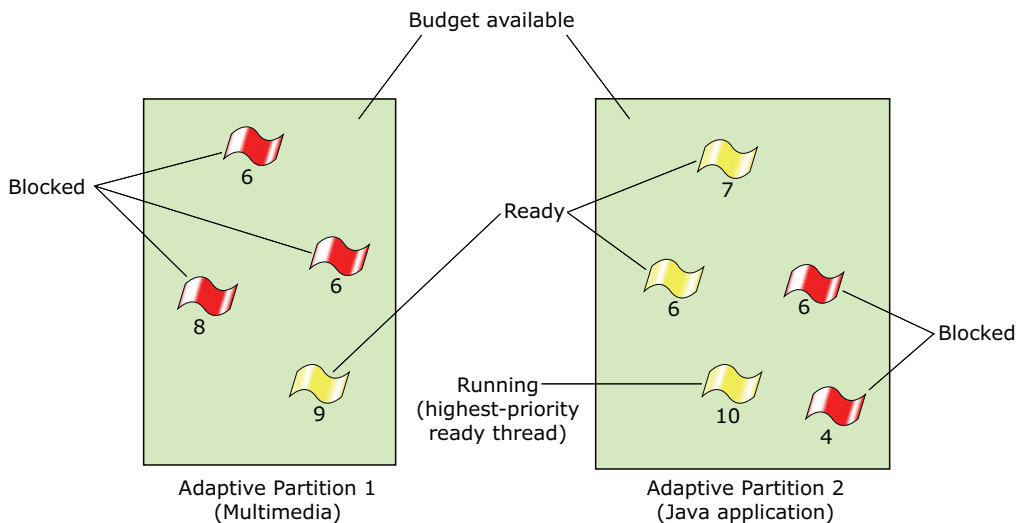 Budget available
Blocked
6
6
8
9
Ready
7
6
6
Blocked
Running
(highest-priority
ready thread)
10
4
Adaptive Partition 1
(Multimedia)
Adaptive Partition 2
(Java application)